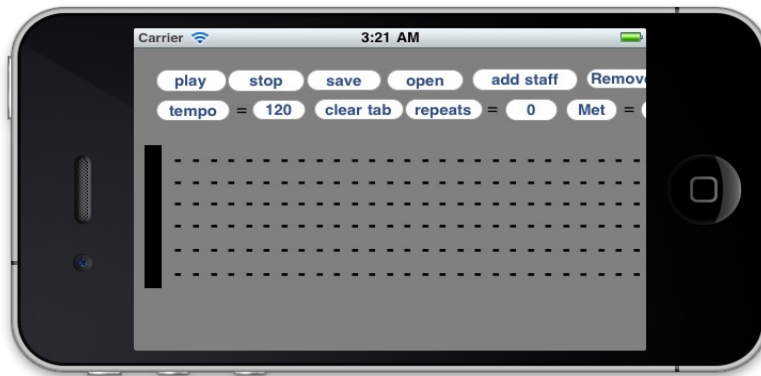 Carrier 3:21 AM
play stop save open add staff Remove
tempo = 120 clear tab repeats = 0 Met =
- - - - - - - - - - - - - - - - - - - - - - - - - - -
- - - - - - - - - - - - - - - - - - - - - - - - - - -
- - - - - - - - - - - - - - - - - - - - - - - - - - -
- - - - - - - - - - - - - - - - - - - - - - - - - - -
- - - - - - - - - - - - - - - - - - - - - - - - - - -
- - - - - - - - - - - - - - - - - - - - - - - - - - -